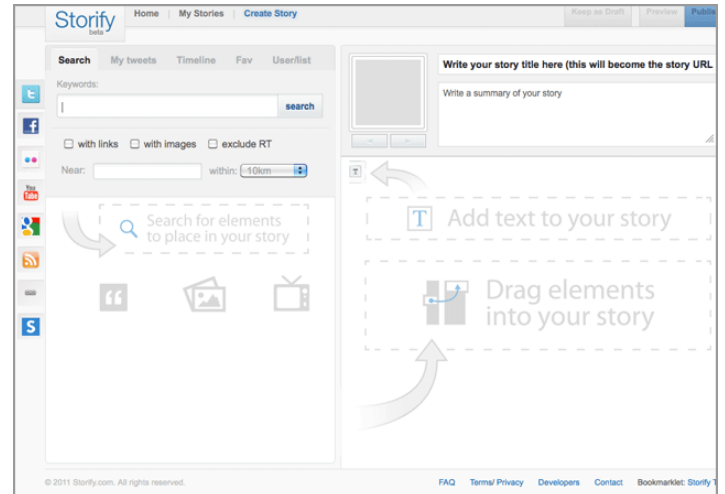 Storify
beta
Home | My Stories | Create Story
Keep as Draft
Preview
Publis
Search
My tweets
Timeline
Fav
User/list
Keywords:
search
with links
with images
exclude RT
Near:
within:
10km
Search for elements
to place in your story
You
Tube
S
Write your story title here (this will become the story URL
Write a summary of your story
T
T Add text to your story
Drag elements
into your story
© 2011 Storify.com. All rights reserved.
FAQ
Terms/ Privacy
Developers
Contact
Bookmarklet: Storify T